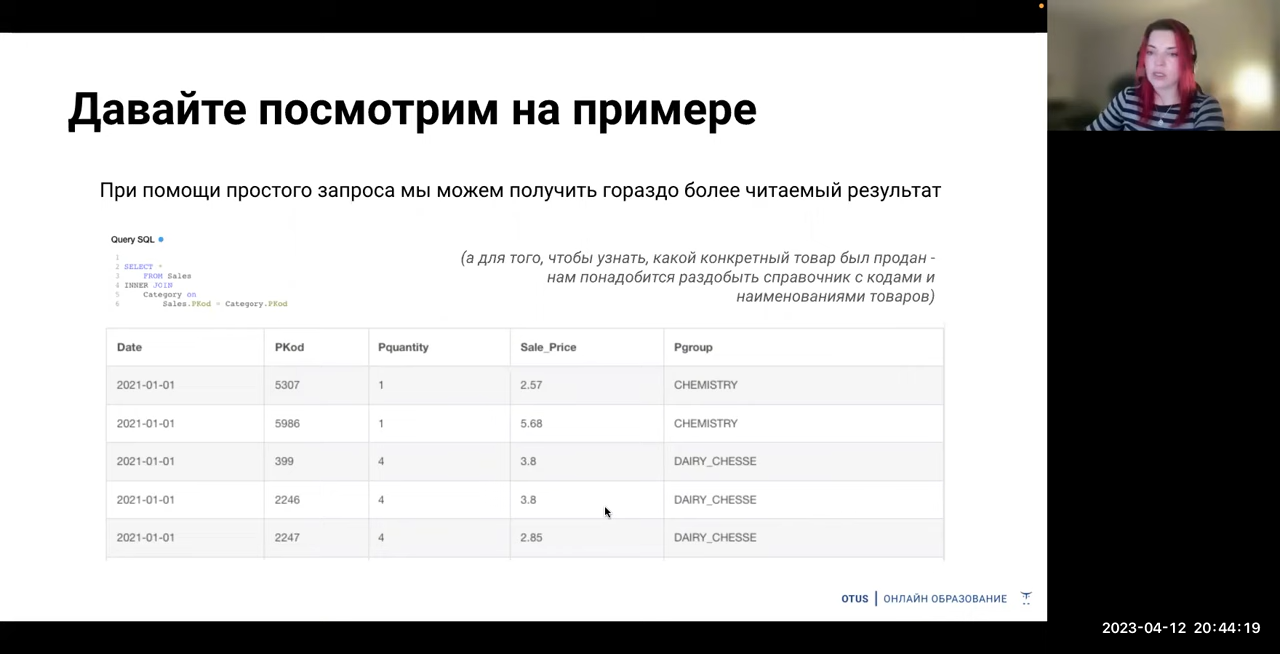 Давайте посмотрим на примере
При помощи простого запроса мы можем получить гораздо более читаемый результат
Query SQL
1
2 SELECT *
3 FROM Sales
4 INNER JOIN
5 Category on
6 Sales.PKod = Category.PKod
(а для того, чтобы узнать, какой конкретный товар был продан -
нам понадобится раздобыть справочник с кодами и
наименованиями товаров)
Date PKod Pquantity Sale_Price Pgroup
2021-01-01 5307 1 2.57 CHEMISTRY
2021-01-01 5986 1 5.68 CHEMISTRY
2021-01-01 399 4 3.8 DAIRY_CHESSE
2021-01-01 2246 4 3.8 DAIRY_CHESSE
2021-01-01 2247 4 2.85 DAIRY_CHESSE
OTUS | ОНЛАЙН ОБРАЗОВАНИЕ
2023-04-12 20:44:19